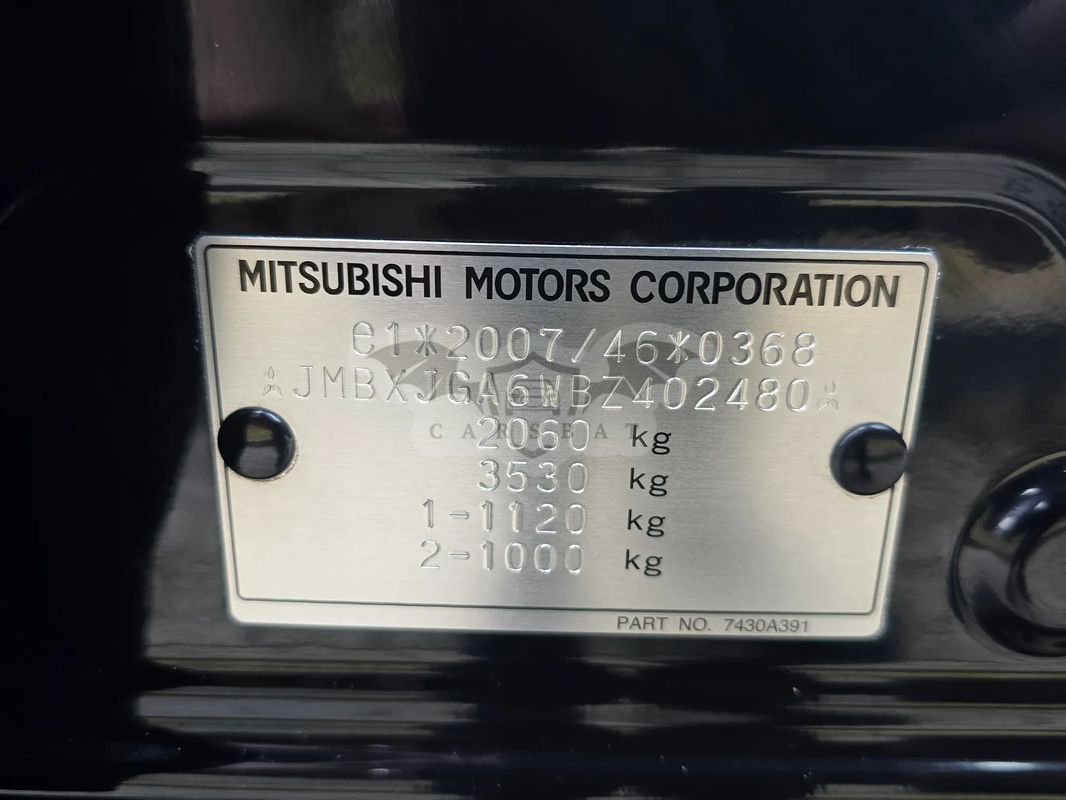 MITSUBISHI MOTORS CORPORATION
e1*2007/46*0368
JMBXJGA6WBZ402480
CARSBAT
2060 kg
3530 kg
1-1120 kg
2-1000 kg
PART NO. 7430A391